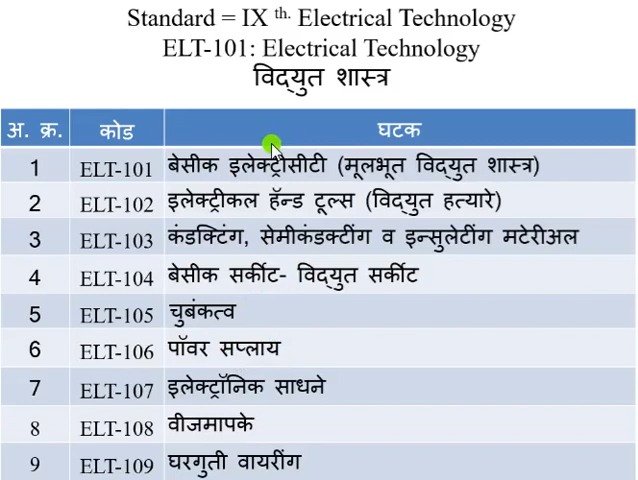 Standard = IX th. Electrical Technology
ELT-101: Electrical Technology
विद्युत शास्त्र
अ. क्र. कोड घटक
1 ELT-101 बेसीक इलेक्ट्रीसीटी (मूलभूत विद्युत शास्त्र)
2 ELT-102 इलेक्ट्रीकल हॅन्ड टूल्स (विद्युत हत्यारे)
3 ELT-103 कंडक्टिंग, सेमीकंडक्टींग व इन्सुलेटींग मटेरीअल
4 ELT-104 बेसीक सर्कीट- विद्युत सर्कीट
5 ELT-105 चुबंकत्व
6 ELT-106 पॉवर सप्लाय
7 ELT-107 इलेक्ट्रॉनिक साधने
8 ELT-108 वीजमापके
9 ELT-109 घरगुती वायरींग